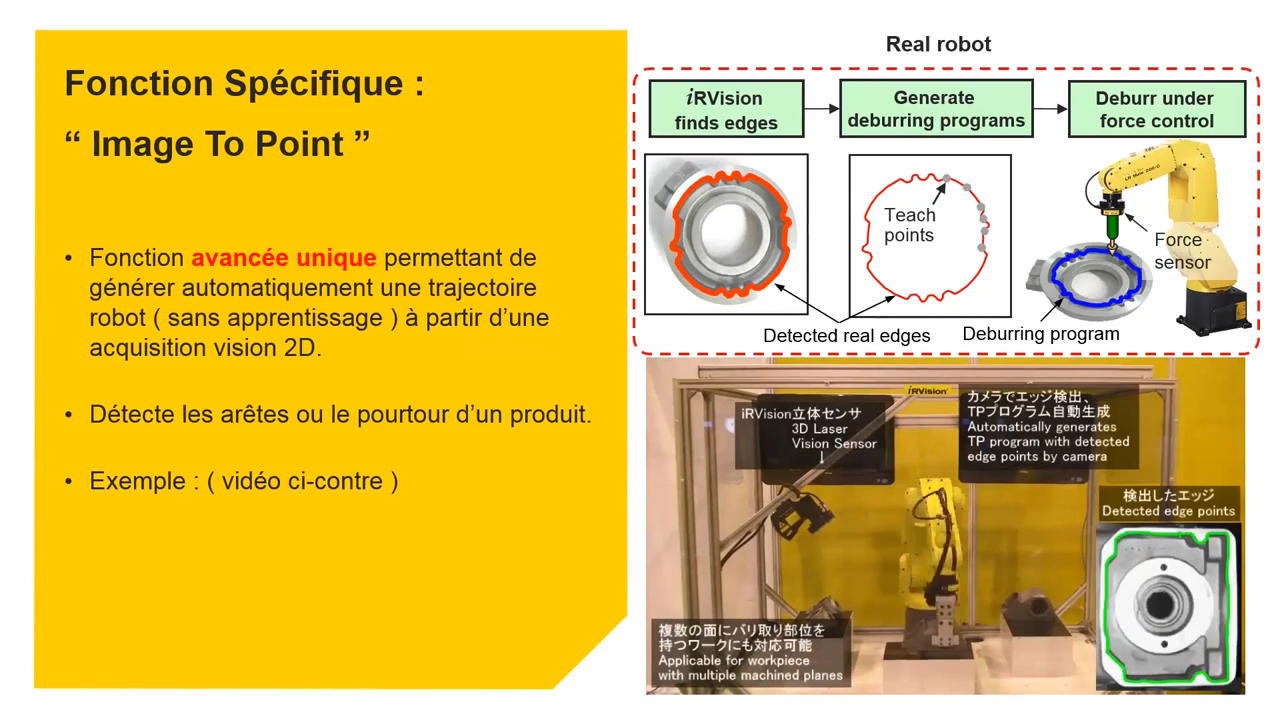 Fonction Spécifique :
“ Image To Point ”
• Fonction avancée unique permettant de
générer automatiquement une trajectoire
robot ( sans apprentissage ) à partir d’une
acquisition vision 2D.
• Détecte les arêtes ou le pourtour d’un produit.
• Exemple : ( vidéo ci-contre )
Real robot
iRVision
finds edges
Generate
deburring programs
Deburr under
force control
Teach
points
Force
sensor
Detected real edges
Deburring program
iRVision
iRVision立体センサ
3D Laser
Vision Sensor
↓
カメラでエッジ検出、
TPプログラム自動生成
Automatically generates
TP program with detected
edge points by camera
検出したエッジ
Detected edge points
複数の面にバリ取り部位を
持つワークにも対応可能
Applicable for workpiece
with multiple machined planes